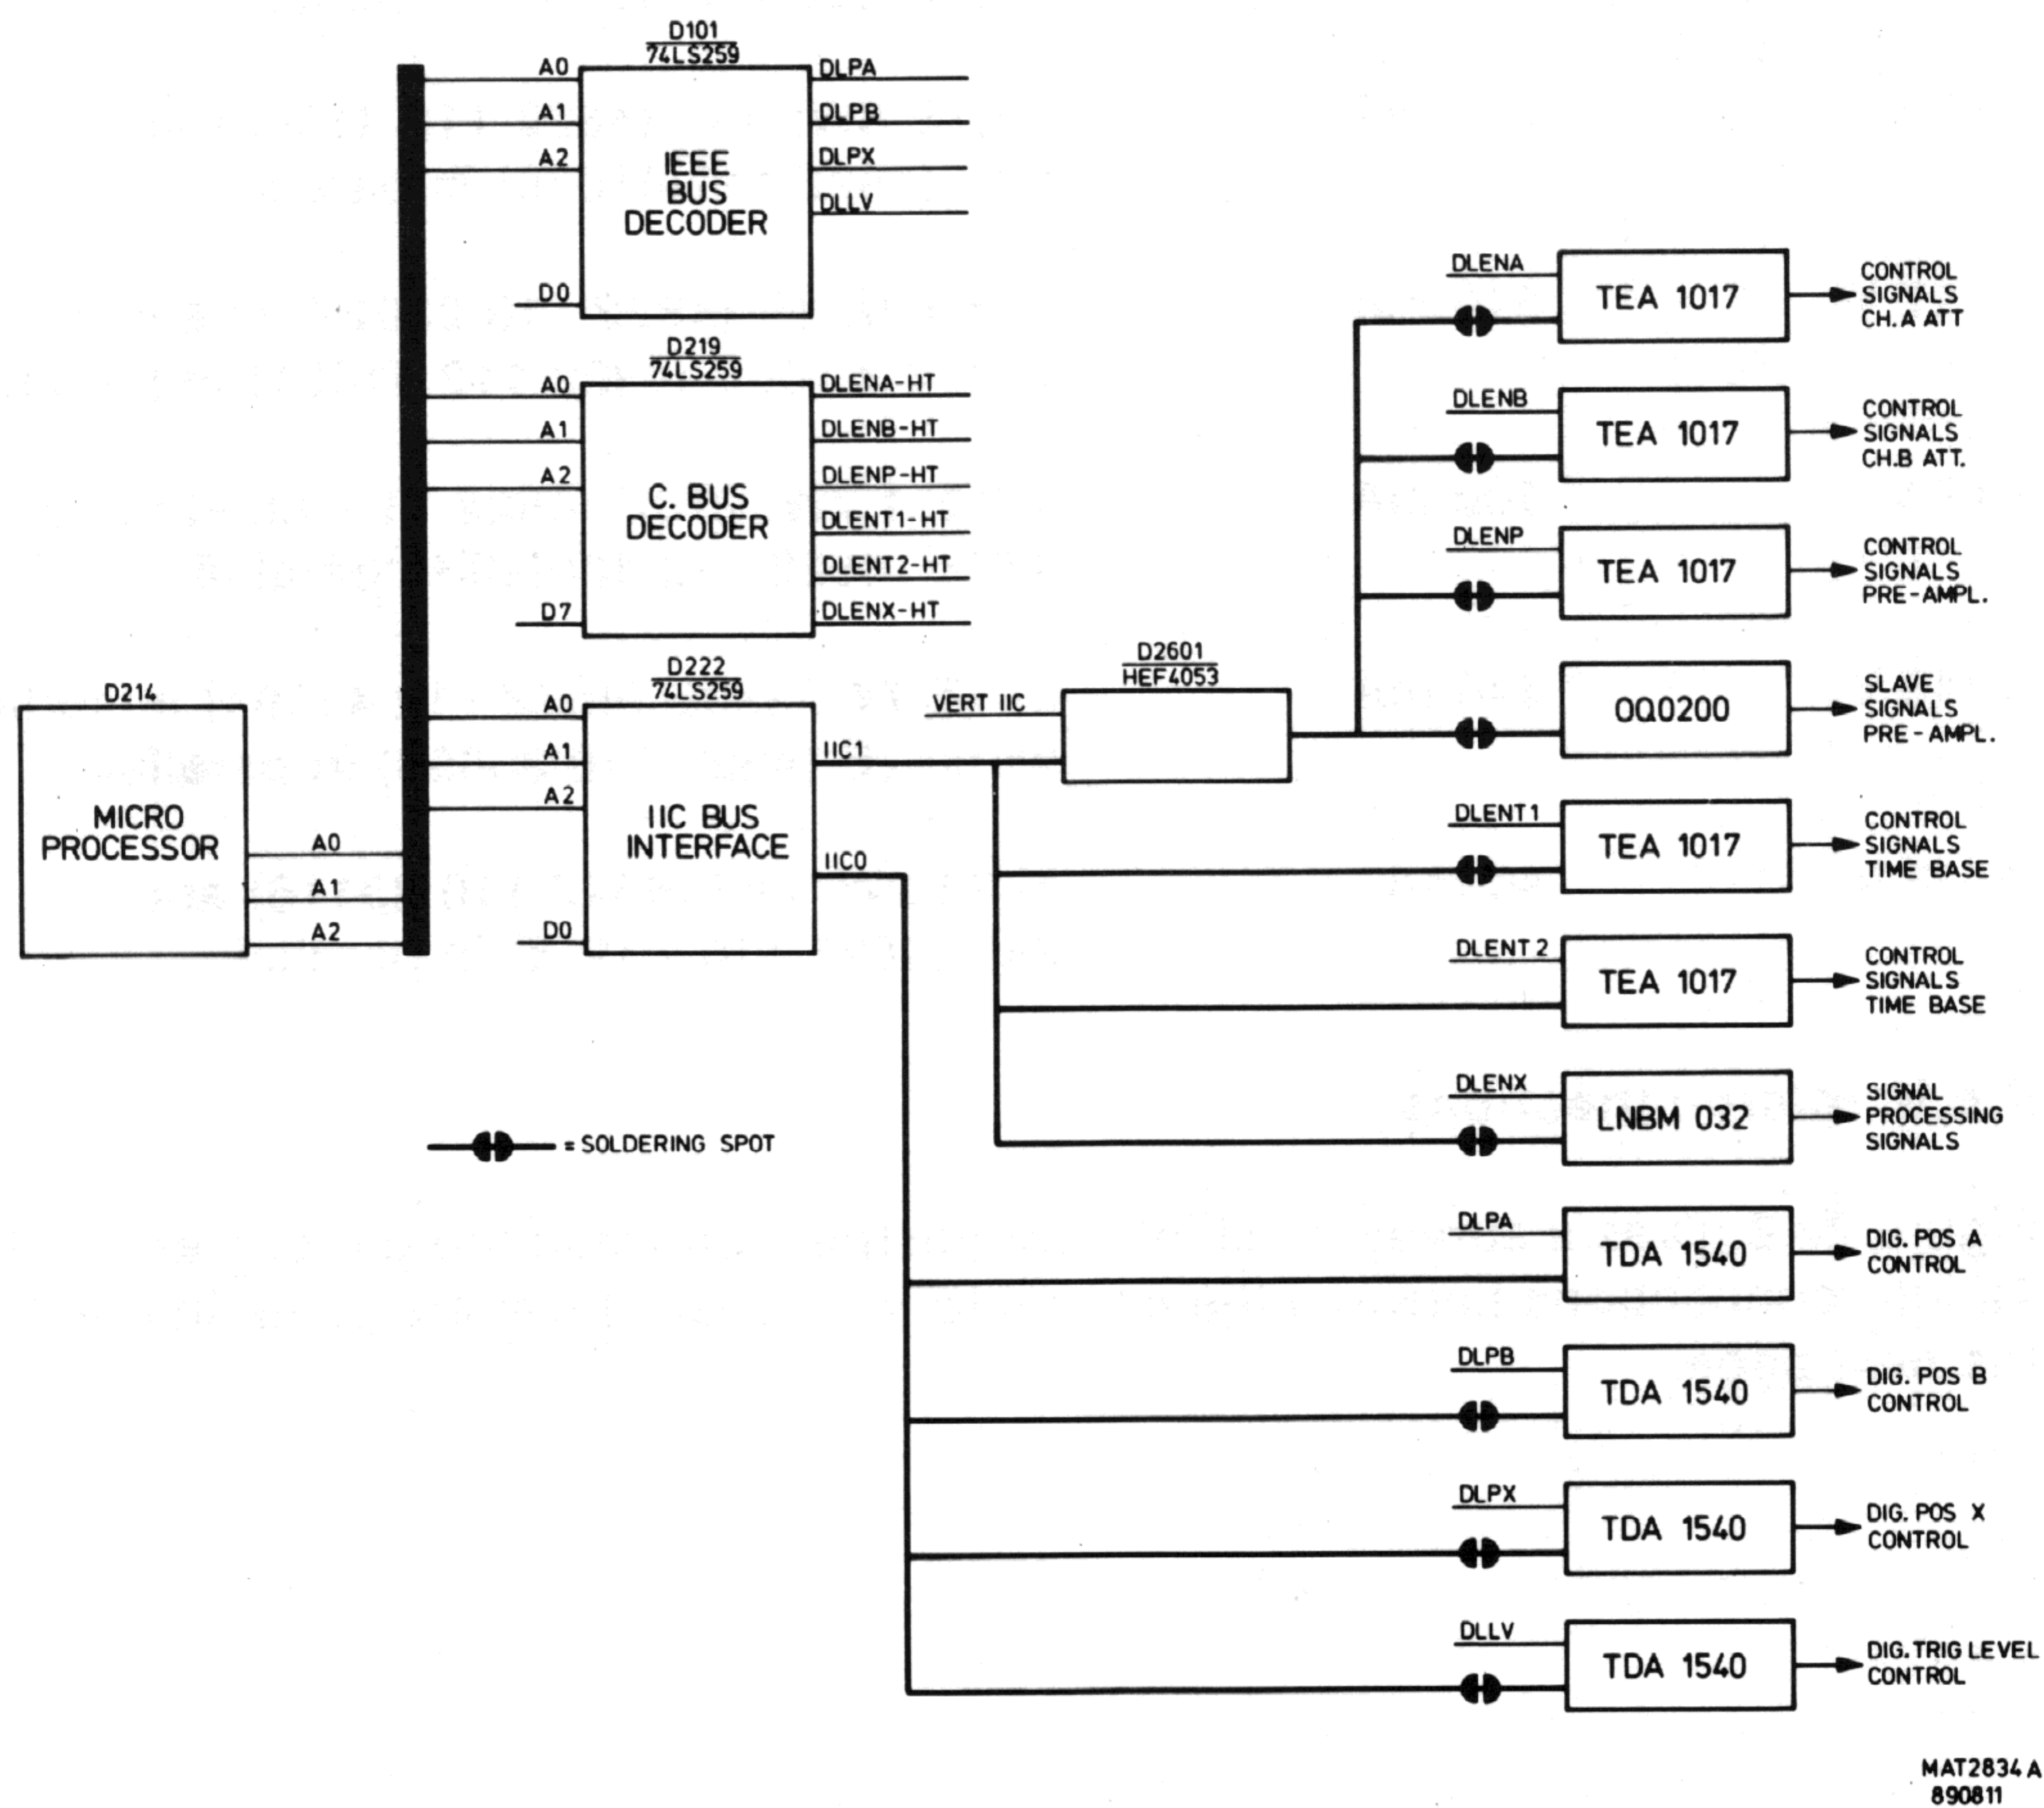 D101
74LS259
A0
A1
A2
D0
IEEE
BUS
DECODER
DLPA
DLPB
DLPX
DLLV
D219
74LS259
A0
A1
A2
D7
C. BUS
DECODER
DLENA-HT
DLENB-HT
DLENP-HT
DLENT1-HT
DLENT2-HT
DLENX-HT
D214
MICRO
PROCESSOR
A0
A1
A2
D222
74LS259
A0
A1
A2
D0
IIC BUS
INTERFACE
IIC1
IIC0
VERT IIC
D2601
HEF4053
= SOLDERING SPOT
DLENA
TEA 1017
CONTROL
SIGNALS
CH.A ATT
DLENB
TEA 1017
CONTROL
SIGNALS
CH.B ATT.
DLENP
TEA 1017
CONTROL
SIGNALS
PRE-AMPL.
OQ0200
SLAVE
SIGNALS
PRE-AMPL.
DLENT1
TEA 1017
CONTROL
SIGNALS
TIME BASE
DLENT2
TEA 1017
CONTROL
SIGNALS
TIME BASE
DLENX
LNBM 032
SIGNAL
PROCESSING
SIGNALS
DLPA
TDA 1540
DIG. POS A
CONTROL
DLPB
TDA 1540
DIG. POS B
CONTROL
DLPX
TDA 1540
DIG. POS X
CONTROL
DLLV
TDA 1540
DIG. TRIG LEVEL
CONTROL
MAT2834A
890811